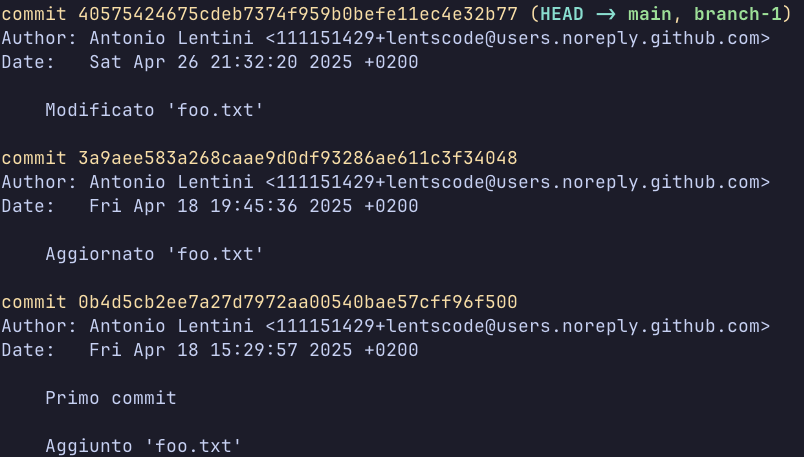 commit 40575424675cdeb7374f959b0befe11ec4e32b77 (HEAD -> main, branch-1)
Author: Antonio Lentini <111151429+lentscode@users.noreply.github.com>
Date:   Sat Apr 26 21:32:20 2025 +0200
    Modificato 'foo.txt'
commit 3a9aee583a268caae9d0df93286ae611c3f34048
Author: Antonio Lentini <111151429+lentscode@users.noreply.github.com>
Date:   Fri Apr 18 19:45:36 2025 +0200
    Aggiornato 'foo.txt'
commit 0b4d5cb2ee7a27d7972aa00540bae57cff96f500
Author: Antonio Lentini <111151429+lentscode@users.noreply.github.com>
Date:   Fri Apr 18 15:29:57 2025 +0200
    Primo commit
    Aggiunto 'foo.txt'